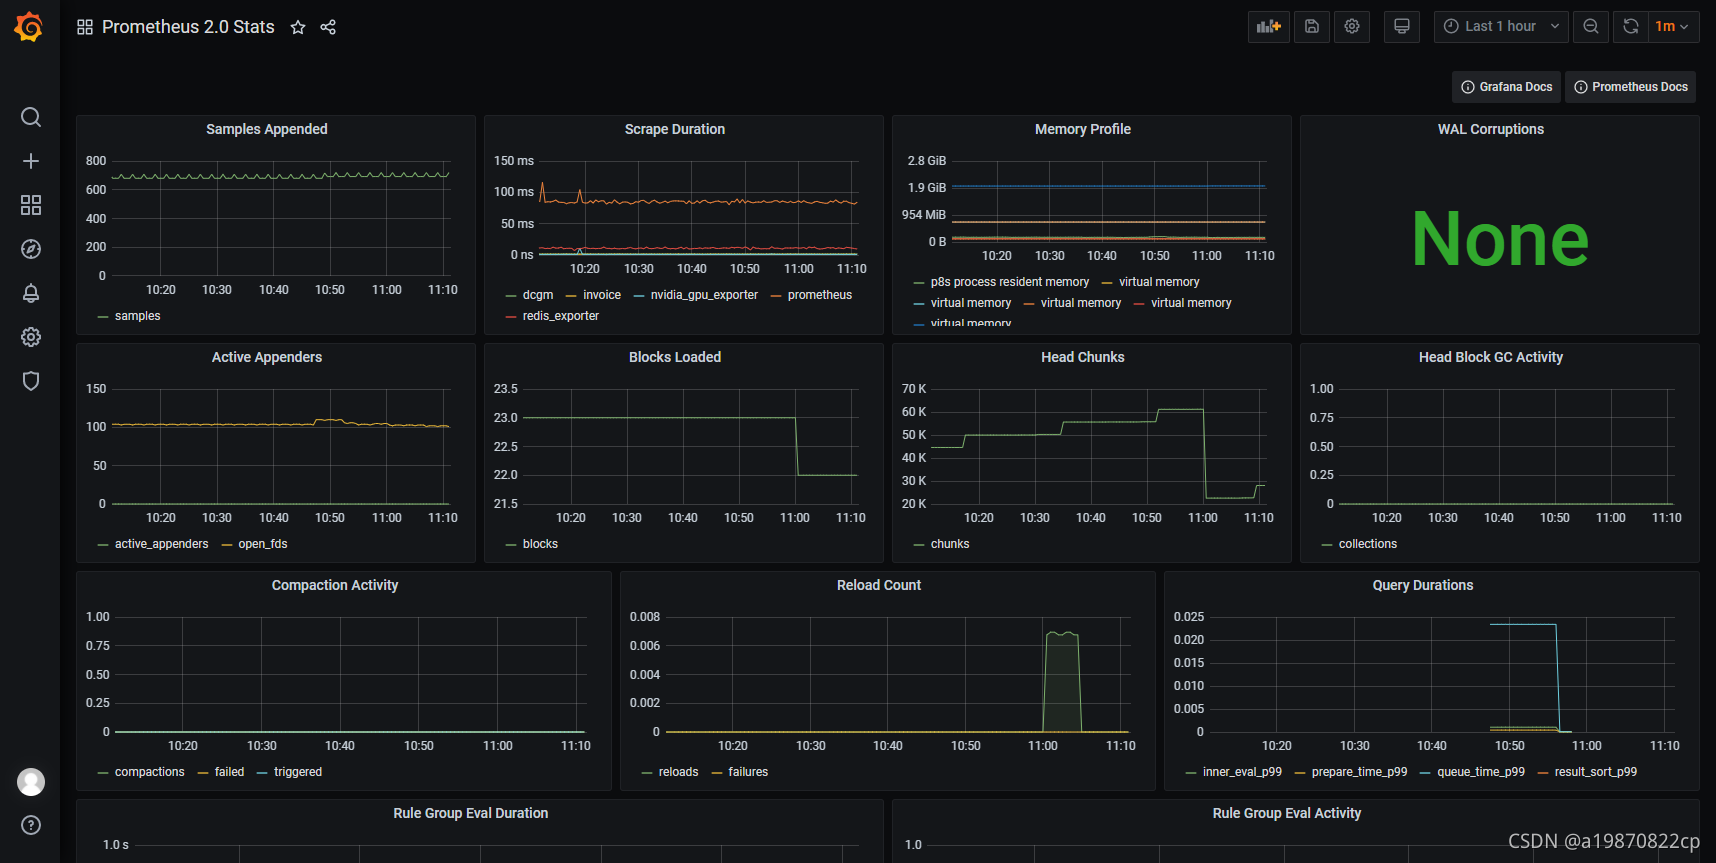 Prometheus 2.0 Stats
Last 1 hour
1m
Grafana Docs
Prometheus Docs
Samples Appended
800
600
400
200
0
10:20 10:30 10:40 10:50 11:00 11:10
samples
Scrape Duration
150 ms
100 ms
50 ms
0 ns
10:20 10:30 10:40 10:50 11:00 11:10
dcgm invoice nvidia_gpu_exporter prometheus
redis_exporter
Memory Profile
2.8 GiB
1.9 GiB
954 MiB
0 B
10:20 10:30 10:40 10:50 11:00 11:10
p8s process resident memory virtual memory
virtual memory virtual memory virtual memory
virtual memory
WAL Corruptions
None
Active Appenders
150
100
50
0
10:20 10:30 10:40 10:50 11:00 11:10
active_appenders open_fds
Blocks Loaded
23.5
23.0
22.5
22.0
21.5
10:20 10:30 10:40 10:50 11:00 11:10
blocks
Head Chunks
70 K
60 K
50 K
40 K
30 K
20 K
10:20 10:30 10:40 10:50 11:00 11:10
chunks
Head Block GC Activity
1.00
0.75
0.50
0.25
0
10:20 10:30 10:40 10:50 11:00 11:10
collections
Compaction Activity
1.00
0.75
0.50
0.25
0
10:20 10:30 10:40 10:50 11:00 11:10
compactions failed triggered
Reload Count
0.008
0.006
0.004
0.002
0
10:20 10:30 10:40 10:50 11:00 11:10
reloads failures
Query Durations
0.025
0.020
0.015
0.010
0.005
0
10:20 10:30 10:40 10:50 11:00 11:10
inner_eval_p99 prepare_time_p99 queue_time_p99 result_sort_p99
Rule Group Eval Duration
1.0 s
Rule Group Eval Activity
1.0
CSDN @a19870822cp